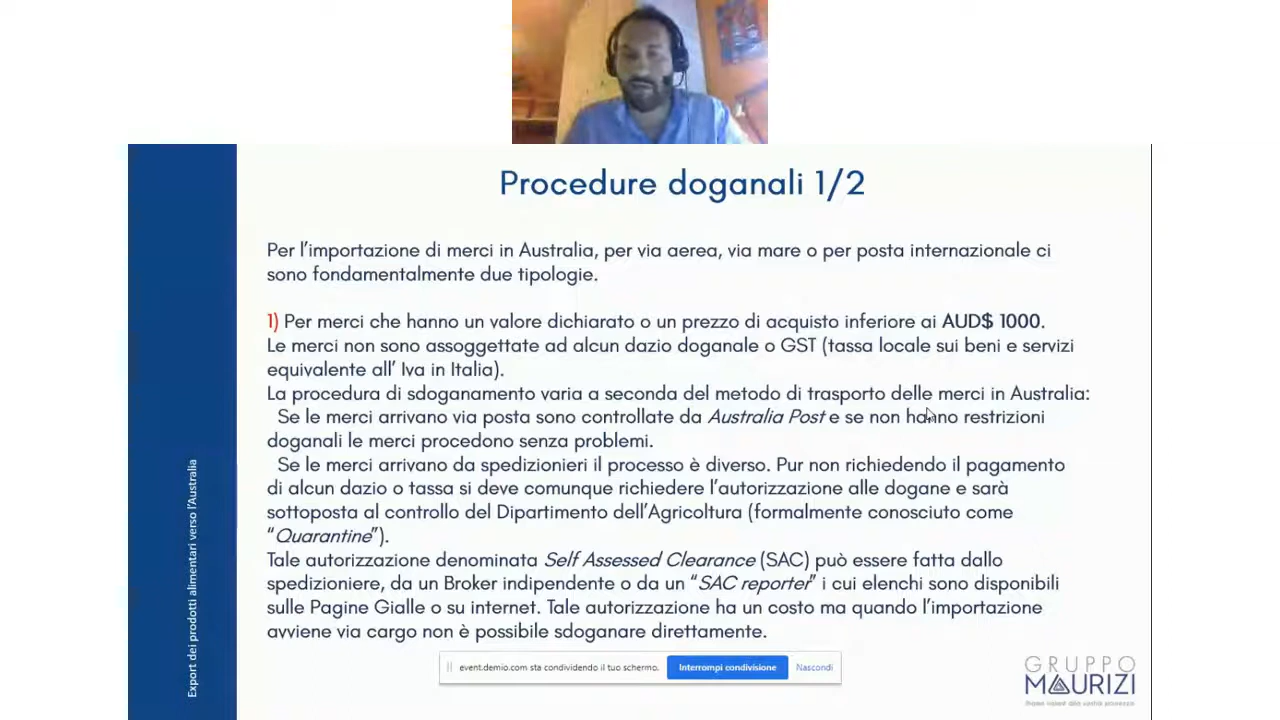 Procedure doganali 1/2
Per l'importazione di merci in Australia, per via aerea, via mare o per posta internazionale ci
sono fondamentalmente due tipologie.
1) Per merci che hanno un valore dichiarato o un prezzo di acquisto inferiore ai AUD$ 1000.
Le merci non sono assoggettate ad alcun dazio doganale o GST (tassa locale sui beni e servizi
equivalente all' Iva in Italia).
La procedura di sdoganamento varia a seconda del metodo di trasporto delle merci in Australia:
Se le merci arrivano via posta sono controllate da Australia Post e se non hanno restrizioni
doganali le merci procedono senza problemi.
Se le merci arrivano da spedizionieri il processo è diverso. Pur non richiedendo il pagamento
di alcun dazio o tassa si deve comunque richiedere l'autorizzazione alle dogane e sarà
sottoposta al controllo del Dipartimento dell'Agricoltura (formalmente conosciuto come
"Quarantine").
Tale autorizzazione denominata Self Assessed Clearance (SAC) può essere fatta dallo
spedizioniere, da un Broker indipendente o da un "SAC reporter" i cui elenchi sono disponibili
sulle Pagine Gialle o su internet. Tale autorizzazione ha un costo ma quando l'importazione
avviene via cargo non è possibile sdoganare direttamente.
Export dei prodotti alimentari verso l'Australia
event.demio.com sta condividendo il tuo schermo.
Interrompi condivisione
Nascondi
GRUPPO
MAURIZI